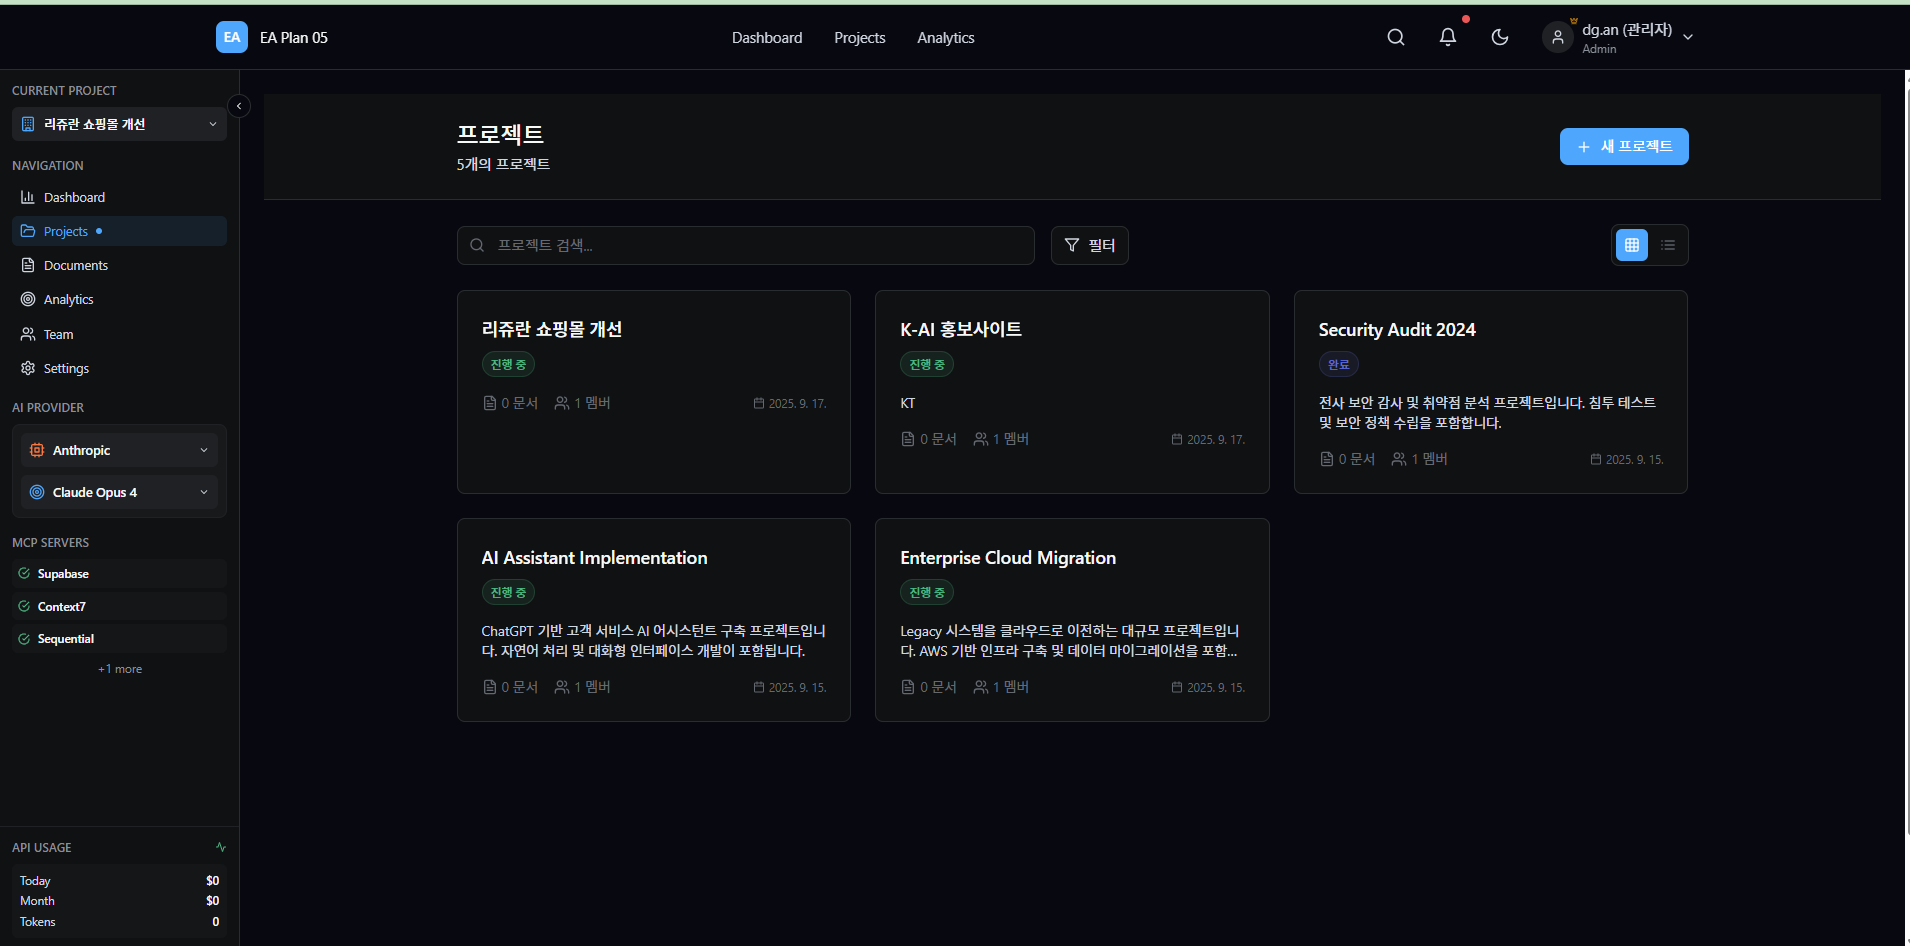 EA
EA Plan 05
Dashboard
Projects
Analytics
dg.an (관리자)
Admin
CURRENT PROJECT
리쥬란 쇼핑몰 개선
NAVIGATION
Dashboard
Projects
Documents
Analytics
Team
Settings
AI PROVIDER
Anthropic
Claude Opus 4
MCP SERVERS
Supabase
Context7
Sequential
+1 more
API USAGE
Today $0
Month $0
Tokens 0
프로젝트
5개의 프로젝트
새 프로젝트
프로젝트 검색...
필터
리쥬란 쇼핑몰 개선
진행 중
0 문서 1 멤버 2025. 9. 17.
K-AI 홍보사이트
진행 중
KT
0 문서 1 멤버 2025. 9. 17.
Security Audit 2024
완료
전사 보안 감사 및 취약점 분석 프로젝트입니다. 침투 테스트
및 보안 정책 수립을 포함합니다.
0 문서 1 멤버 2025. 9. 15.
AI Assistant Implementation
진행 중
ChatGPT 기반 고객 서비스 AI 어시스턴트 구축 프로젝트입니
다. 자연어 처리 및 대화형 인터페이스 개발이 포함됩니다.
0 문서 1 멤버 2025. 9. 15.
Enterprise Cloud Migration
진행 중
Legacy 시스템을 클라우드로 이전하는 대규모 프로젝트입니
다. AWS 기반 인프라 구축 및 데이터 마이그레이션을 포함...
0 문서 1 멤버 2025. 9. 15.